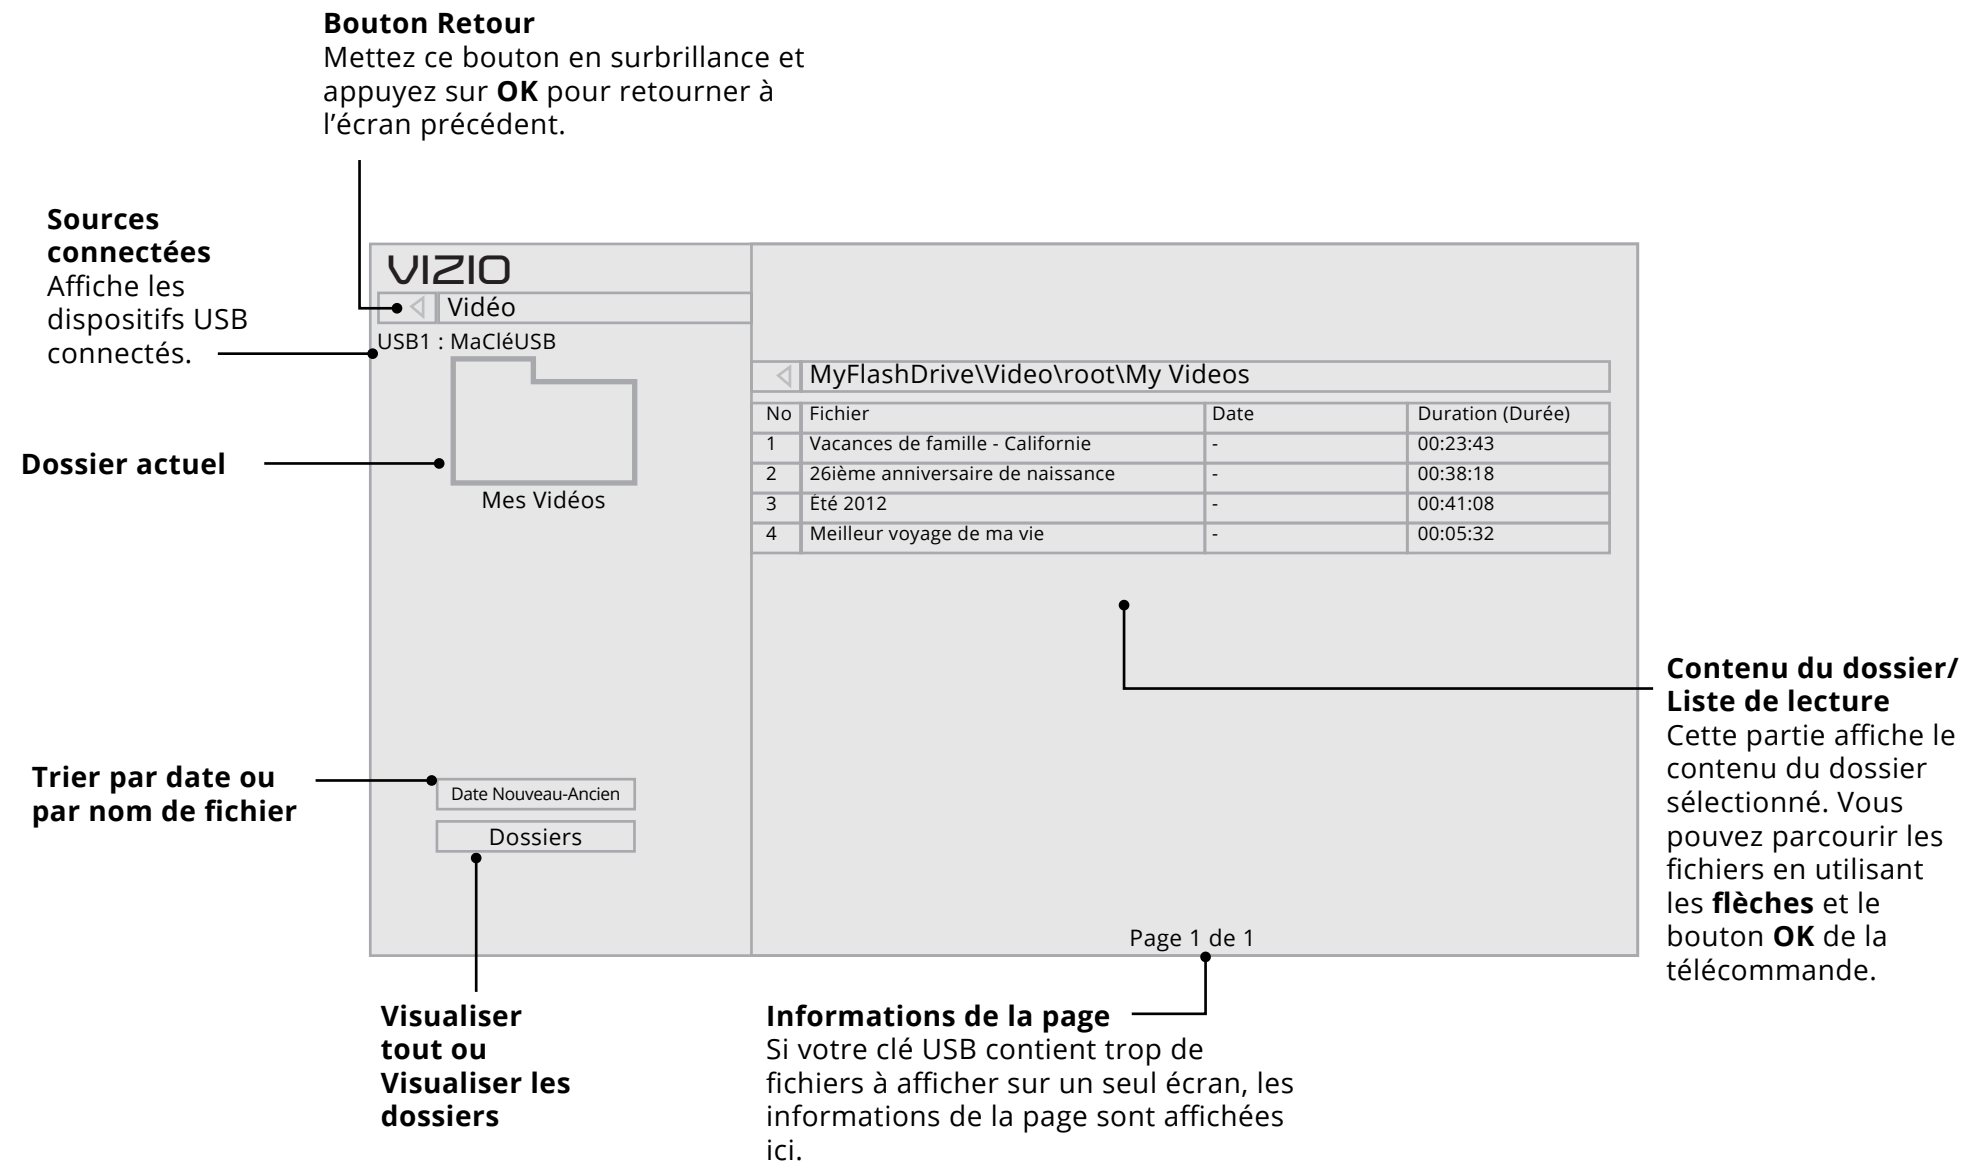 Bouton Retour
Mettez ce bouton en surbrillance et
appuyez sur OK pour retourner à
l’écran précédent.
Sources
connectées
Affiche les
dispositifs USB
connectés.
VIZIO
Vidéo
USB1 : MaCléUSB
Mes Vidéos
Dossier actuel
MyFlashDrive\Video\root\My Videos
No Fichier Date Duration (Durée)
1 Vacances de famille - Californie - 00:23:43
2 26ième anniversaire de naissance - 00:38:18
3 Été 2012 - 00:41:08
4 Meilleur voyage de ma vie - 00:05:32
Contenu du dossier/
Liste de lecture
Cette partie affiche le
contenu du dossier
sélectionné. Vous
pouvez parcourir les
fichiers en utilisant
les flèches et le
bouton OK de la
télécommande.
Trier par date ou
par nom de fichier
Date Nouveau-Ancien
Dossiers
Page 1 de 1
Visualiser
tout ou
Visualiser les
dossiers
Informations de la page
Si votre clé USB contient trop de
fichiers à afficher sur un seul écran, les
informations de la page sont affichées
ici.